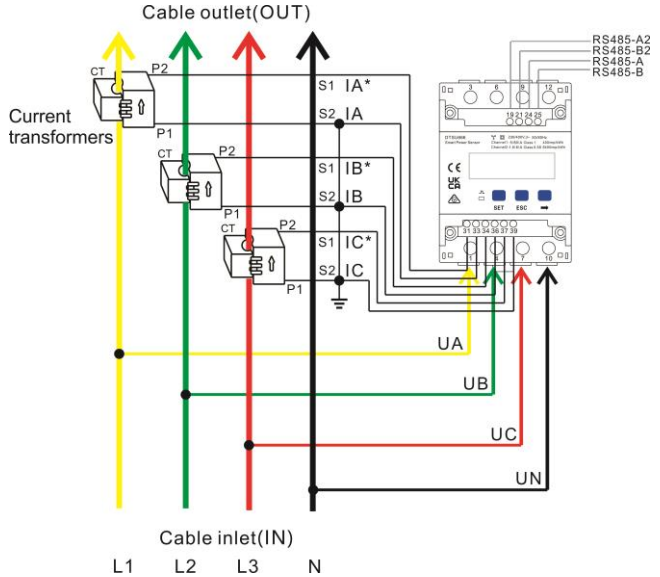 Cable outlet(OUT)
RS485-A2
RS485-B2
RS485-A
RS485-B
CT
P2
S1 IA*
3 6 9 12
19 21 24 25
Current
transformers
P1
S2 IA
CT
P2
S1 IB*
CE
UK
CA
P1
S2 IB
SET ESC
CT
P2
S1 IC*
31 33 34 36 37 39
1 4 7 10
P1
S2 IC
UA
UB
UC
UN
Cable inlet(IN)
L1 L2 L3 N